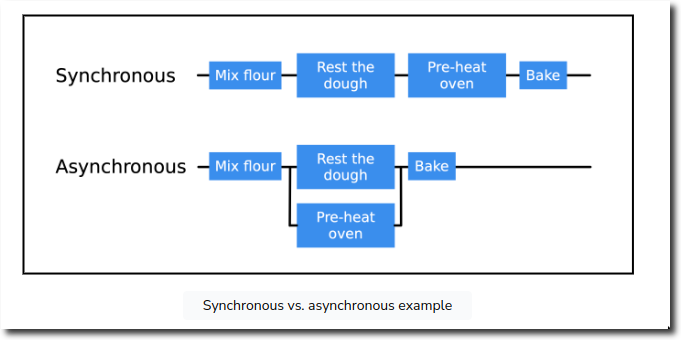 Synchronous
Mix flour
Rest the
dough
Pre-heat
oven
Bake
Asynchronous
Mix flour
Rest the
dough
Bake
Pre-heat
oven
Synchronous vs. asynchronous example